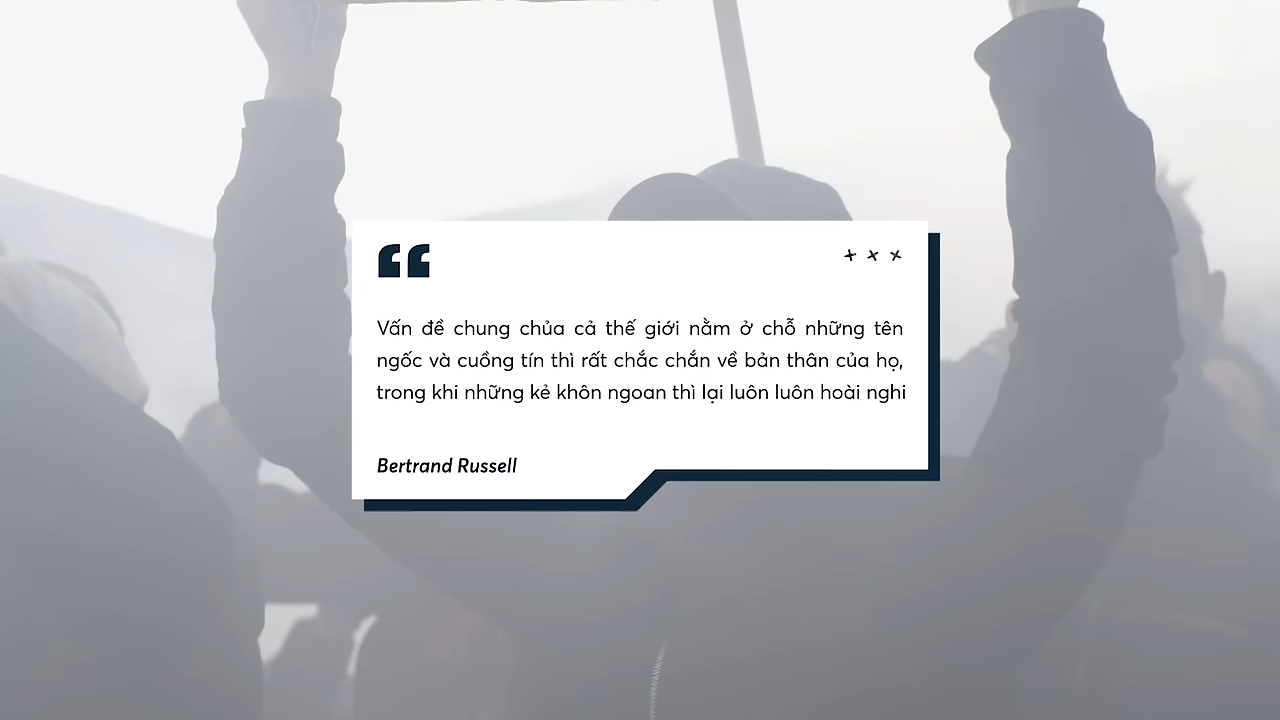 Vấn đề chung chủa cả thế giới nằm ở chỗ những tên
ngốc và cuồng tín thì rất chắc chắn về bản thân của họ,
trong khi những kẻ khôn ngoan thì lại luôn luôn hoài nghi
Bertrand Russell